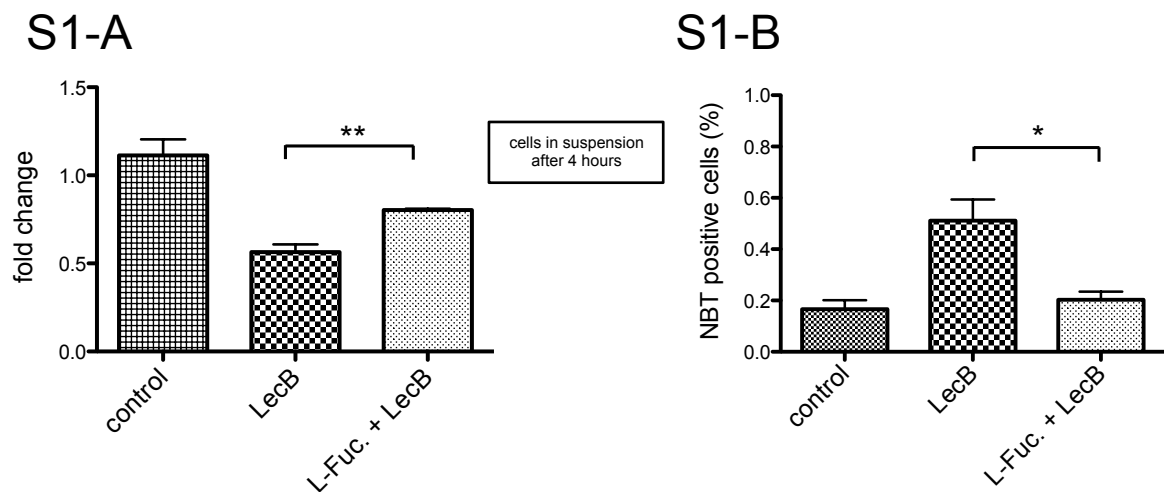 S1-A
1.5
1.0
0.5
0.0
fold change
**
control
LecB
L-Fuc. + LecB
cells in suspension
after 4 hours
S1-B
1.0
0.8
0.6
0.4
0.2
0.0
NBT positive cells (%)
*
control
LecB
L-Fuc. + LecB